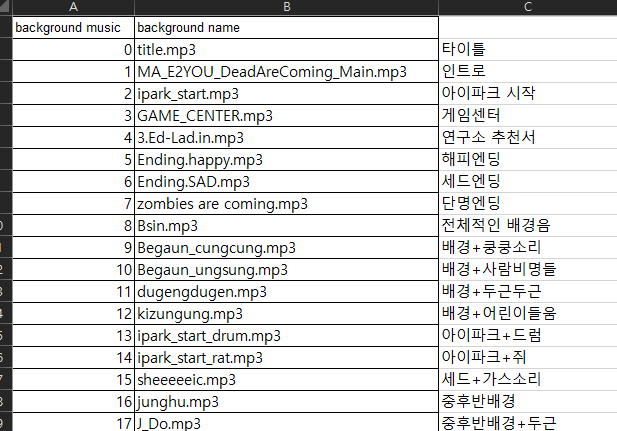 A B C
background music background name
0 title.mp3 타이틀
1 MA_E2YOU_DeadAreComing_Main.mp3 인트로
2 ipark_start.mp3 아이파크 시작
3 GAME_CENTER.mp3 게임센터
4 3.Ed-Lad.in.mp3 연구소 추천서
5 Ending.happy.mp3 해피엔딩
6 Ending.SAD.mp3 세드엔딩
7 zombies are coming.mp3 단명엔딩
8 Bsin.mp3 전체적인 배경음
9 Begaun_cungcung.mp3 배경+쿵쿵소리
10 Begaun_ungsung.mp3 배경+사람비명들
11 dugengdugen.mp3 배경+두근두근
12 kizungung.mp3 배경+어린이들움
13 ipark_start_drum.mp3 아이파크+드럼
14 ipark_start_rat.mp3 아이파크+쥐
15 sheeeeeic.mp3 세드+가스소리
16 junghu.mp3 중후반배경
17 J_Do.mp3 중후반배경+두근